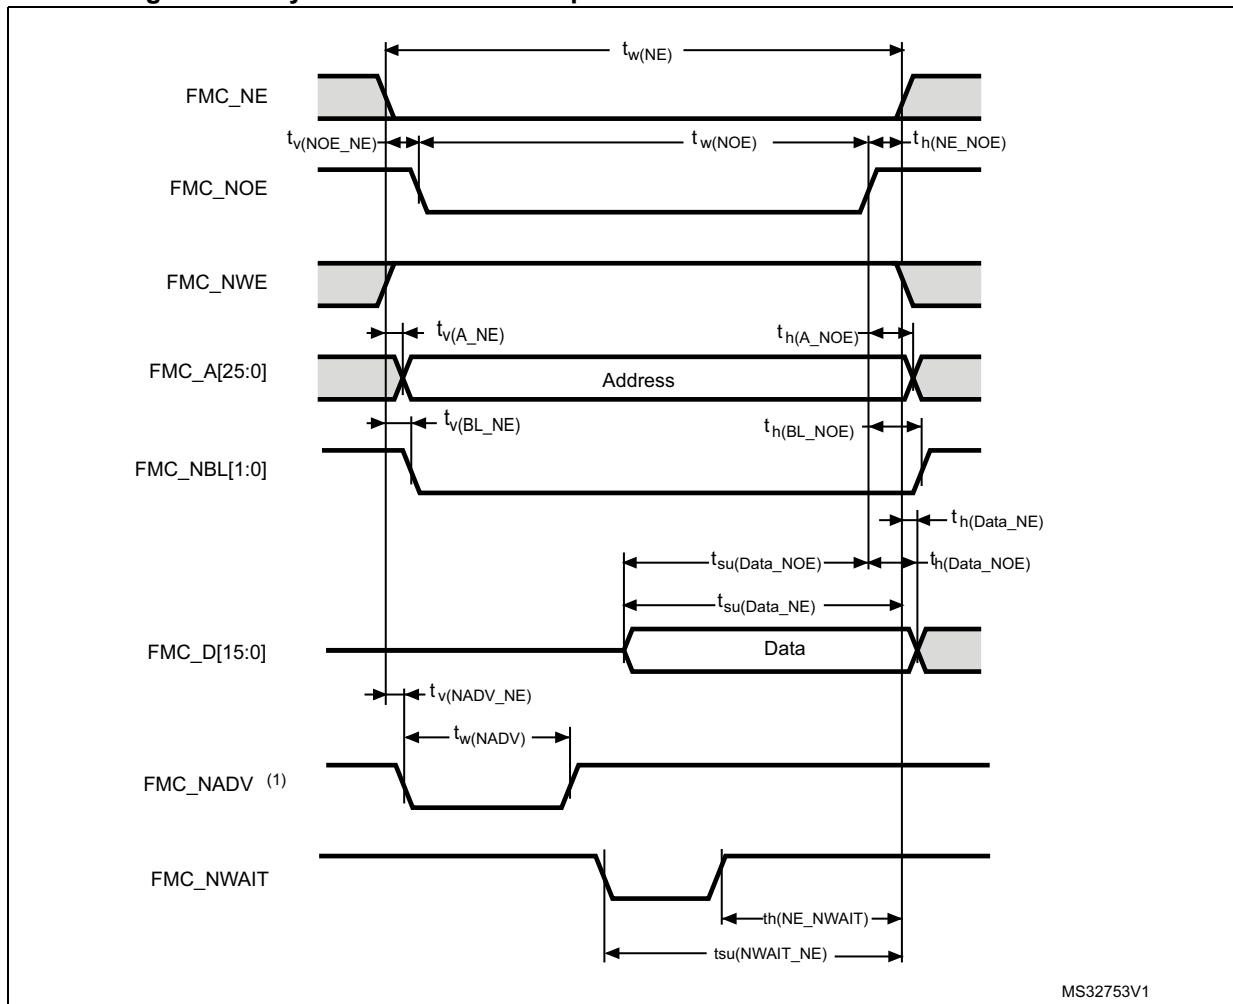 tw(NE)
FMC_NE
tv(NOE_NE)
tw(NOE)
th(NE_NOE)
FMC_NOE
FMC_NWE
tv(A_NE)
th(A_NOE)
FMC_A[25:0]
Address
tv(BL_NE)
th(BL_NOE)
FMC_NBL[1:0]
th(Data_NE)
tsu(Data_NOE)
th(Data_NOE)
tsu(Data_NE)
FMC_D[15:0]
Data
tv(NADV_NE)
tw(NADV)
FMC_NADV (1)
FMC_NWAIT
th(NE_NWAIT)
tsu(NWAIT_NE)
MS32753V1